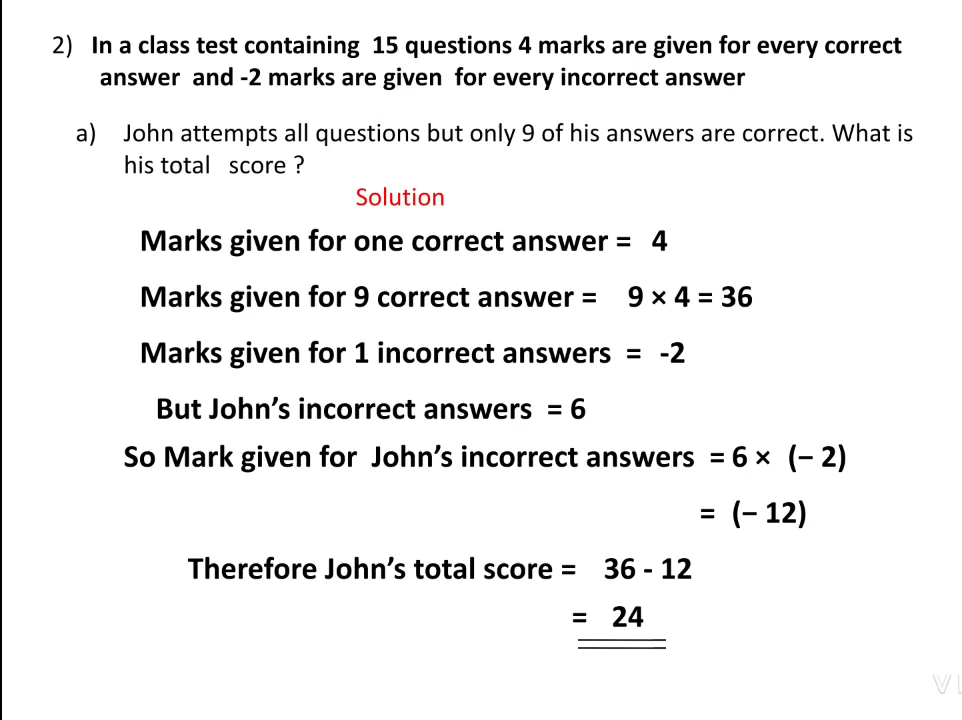 2) In a class test containing 15 questions 4 marks are given for every correct
answer and -2 marks are given for every incorrect answer
a) John attempts all questions but only 9 of his answers are correct. What is
his total score ?
Solution
Marks given for one correct answer = 4
Marks given for 9 correct answer = 9 × 4 = 36
Marks given for 1 incorrect answers = -2
But John’s incorrect answers = 6
So Mark given for John’s incorrect answers = 6 × (− 2)
= (− 12)
Therefore John’s total score = 36 - 12
= 24